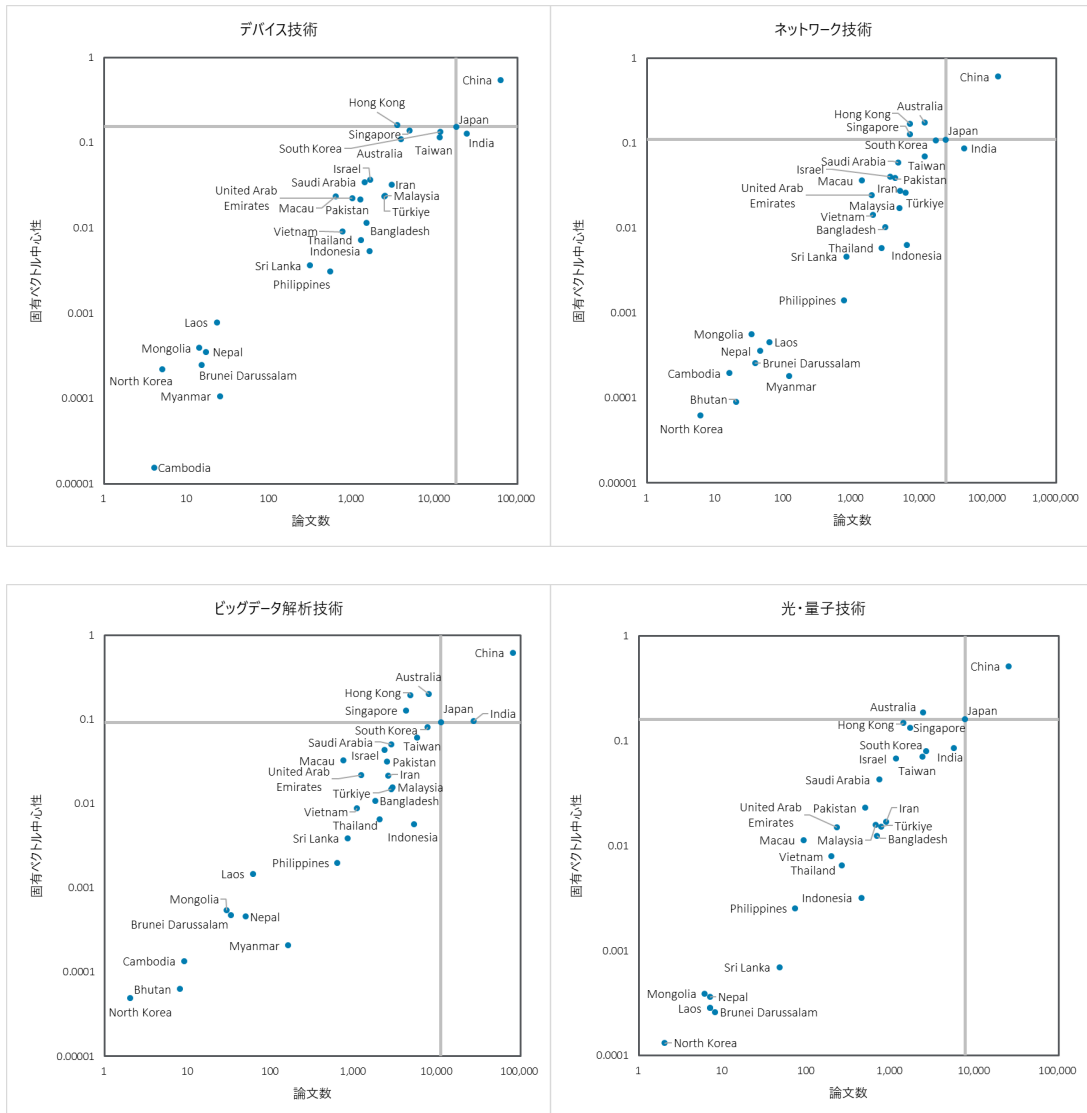 デバイス技術
1
0.1
0.01
0.001
0.0001
0.00001
固有ベクトル中心性
China
Hong Kong
Japan
Singapore
South Korea
Australia
Taiwan
India
Israel
Saudi Arabia
Iran
United Arab
Emirates
Malaysia
Macau
Pakistan
Türkiye
Vietnam
Bangladesh
Thailand
Indonesia
Sri Lanka
Philippines
Laos
Mongolia
Nepal
North Korea
Brunei Darussalam
Myanmar
Cambodia
1
10
100
1,000
10,000
100,000
論文数
ネットワーク技術
1
0.1
0.01
0.001
0.0001
0.00001
固有ベクトル中心性
China
Australia
Hong Kong
Singapore
Japan
South Korea
India
Saudi Arabia
Taiwan
Israel
Macau
Pakistan
United Arab
Emirates
Iran
Türkiye
Malaysia
Vietnam
Bangladesh
Thailand
Indonesia
Sri Lanka
Philippines
Mongolia
Laos
Nepal
Brunei Darussalam
Cambodia
Myanmar
Bhutan
North Korea
1
10
100
1,000
10,000
100,000
1,000,000
論文数
ビッグデータ解析技術
1
0.1
0.01
0.001
0.0001
0.00001
固有ベクトル中心性
China
Australia
Hong Kong
Singapore
Japan
India
South Korea
Saudi Arabia
Taiwan
Israel
Macau
Pakistan
United Arab
Emirates
Iran
Türkiye
Malaysia
Bangladesh
Vietnam
Thailand
Indonesia
Sri Lanka
Philippines
Laos
Mongolia
Brunei Darussalam
Nepal
Myanmar
Cambodia
Bhutan
North Korea
1
10
100
1,000
10,000
100,000
論文数
光・量子技術
1
0.1
0.01
0.001
0.0001
固有ベクトル中心性
China
Australia
Japan
Hong Kong
Singapore
South Korea
India
Israel
Taiwan
Saudi Arabia
United Arab
Emirates
Pakistan
Iran
Türkiye
Macau
Malaysia
Bangladesh
Vietnam
Thailand
Indonesia
Philippines
Sri Lanka
Mongolia
Nepal
Laos
Brunei Darussalam
North Korea
1
10
100
1,000
10,000
100,000
論文数